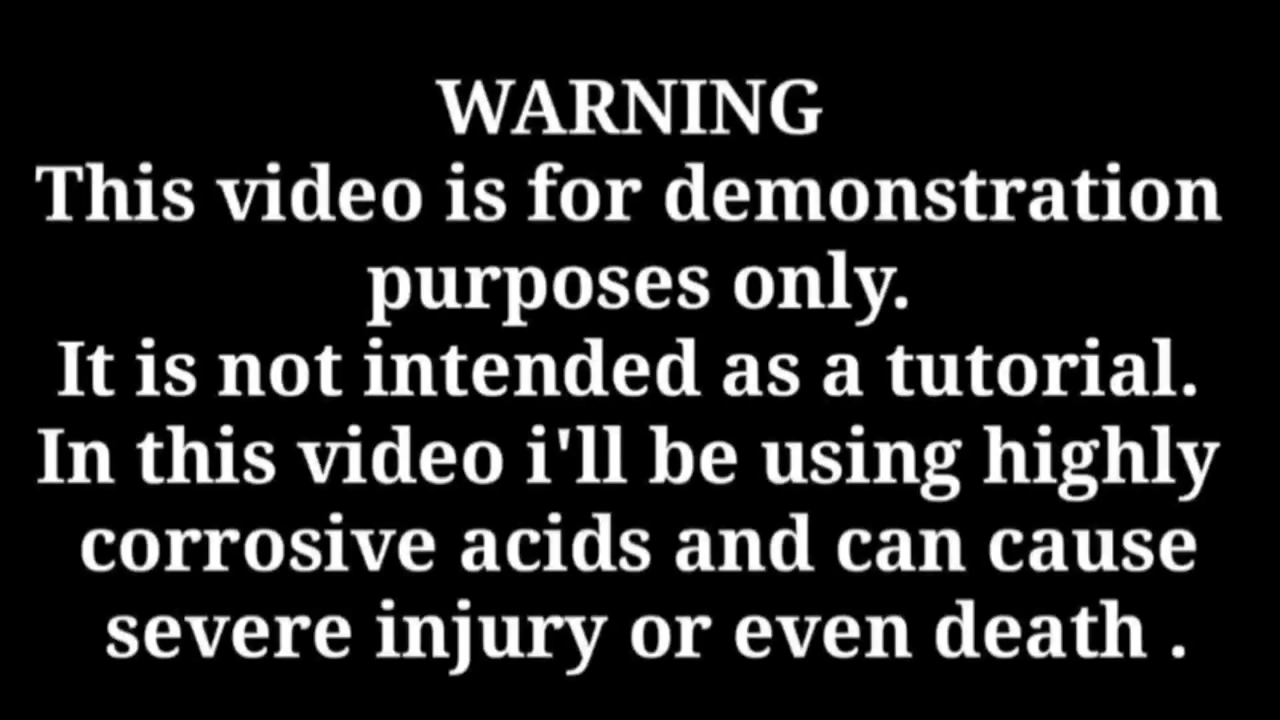 WARNING
This video is for demonstration
purposes only.
It is not intended as a tutorial.
In this video i'll be using highly
corrosive acids and can cause
severe injury or even death .